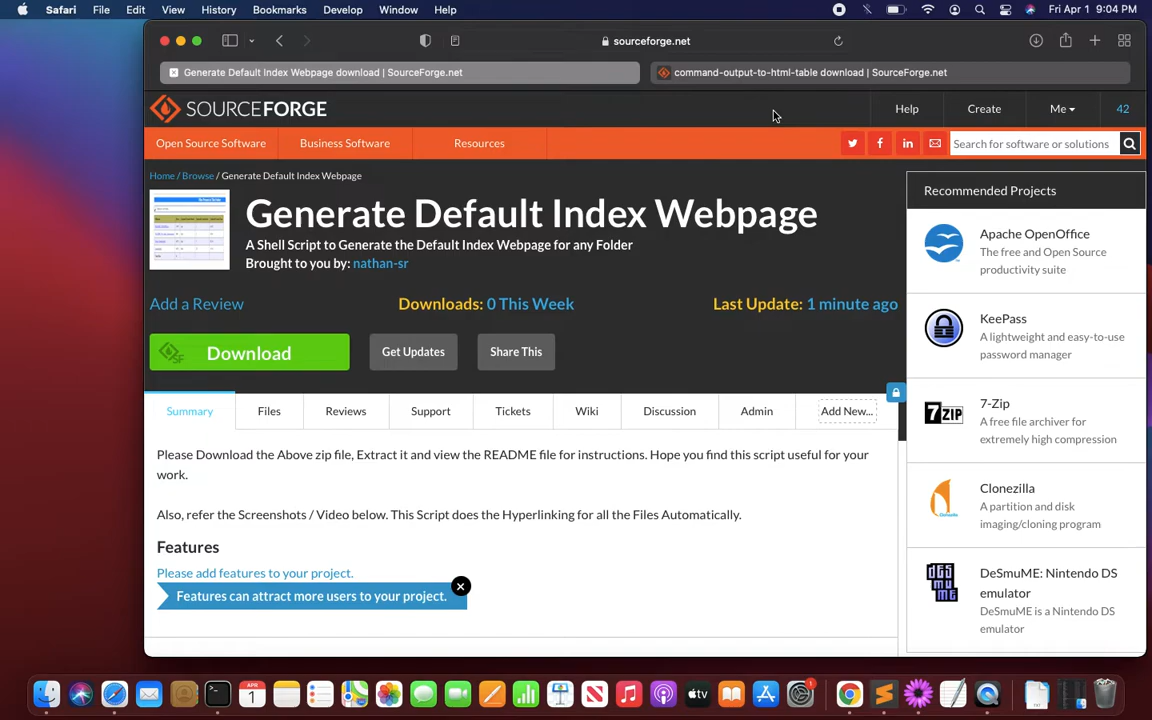 Safari File Edit View History Bookmarks Develop Window Help Fri Apr 1 9:04 PM
sourceforge.net
Generate Default Index Webpage download | SourceForge.net
command-output-to-html-table download | SourceForge.net
SOURCEFORGE
Help Create Me 42
Open Source Software Business Software Resources
Search for software or solutions
Home / Browse / Generate Default Index Webpage
Generate Default Index Webpage
A Shell Script to Generate the Default Index Webpage for any Folder
Brought to you by: nathan-sr
Add a Review Downloads: 0 This Week Last Update: 1 minute ago
SF Download Get Updates Share This
Summary Files Reviews Support Tickets Wiki Discussion Admin Add New...
Please Download the Above zip file, Extract it and view the README file for instructions. Hope you find this script useful for your
work.
Also, refer the Screenshots / Video below. This Script does the Hyperlinking for all the Files Automatically.
Features
Please add features to your project.
Features can attract more users to your project.
Recommended Projects
Apache OpenOffice
The free and Open Source
productivity suite
KeePass
A lightweight and easy-to-use
password manager
7ZIP
7-Zip
A free file archiver for
extremely high compression
Clonezilla
A partition and disk
imaging/cloning program
DeSmuME: Nintendo DS
emulator
DeSmuME is a Nintendo DS
emulator
APR
1
tv
1